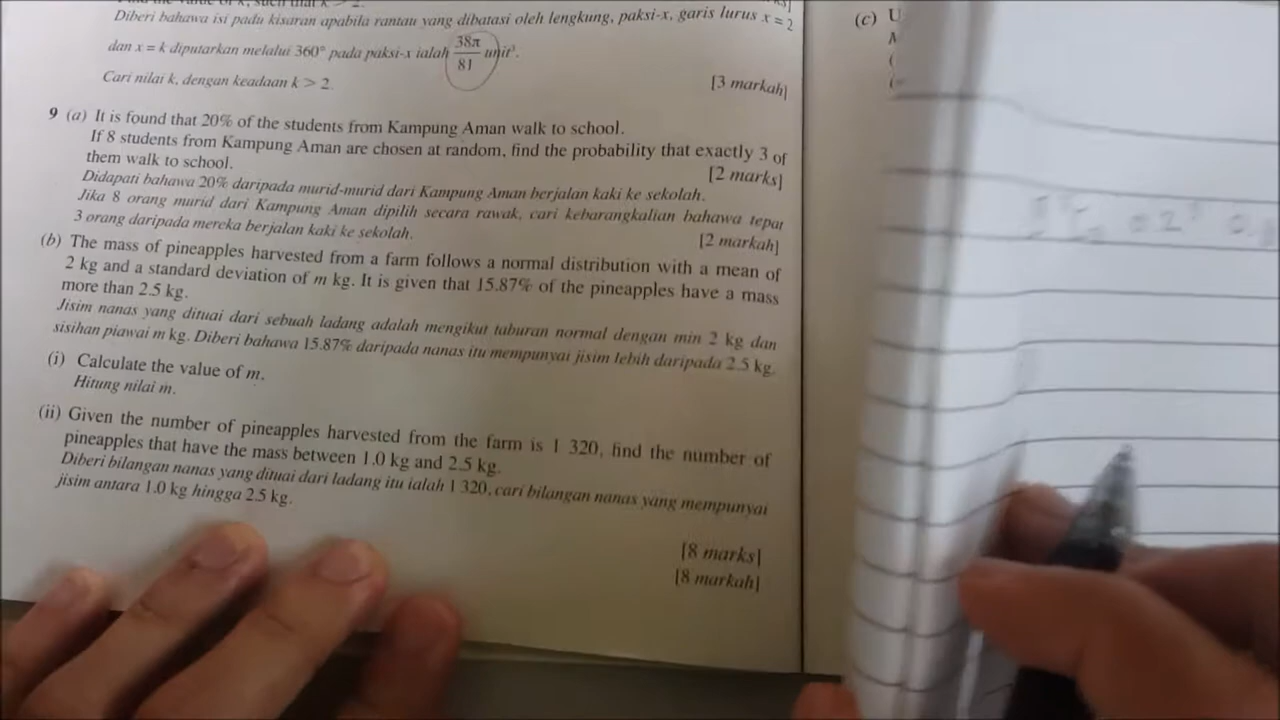 Diberi bahawa isi padu kisaran apabila rantau yang dibatasi oleh lengkung, paksi-x, garis lurus x = 2
dan x = k diputarkan melalui 360° pada paksi-x ialah 38π/81 unit³.
Cari nilai k, dengan keadaan k > 2.
[3 markah]
9 (a) It is found that 20% of the students from Kampung Aman walk to school.
If 8 students from Kampung Aman are chosen at random, find the probability that exactly 3 of
them walk to school.
[2 marks]
Didapati bahawa 20% daripada murid-murid dari Kampung Aman berjalan kaki ke sekolah.
Jika 8 orang murid dari Kampung Aman dipilih secara rawak, cari kebarangkalian bahawa tepat
3 orang daripada mereka berjalan kaki ke sekolah.
[2 markah]
(b) The mass of pineapples harvested from a farm follows a normal distribution with a mean of
2 kg and a standard deviation of m kg. It is given that 15.87% of the pineapples have a mass
more than 2.5 kg.
Jisim nanas yang dituai dari sebuah ladang adalah mengikut taburan normal dengan min 2 kg dan
sisihan piawai m kg. Diberi bahawa 15.87% daripada nanas itu mempunyai jisim lebih daripada 2.5 kg.
(i) Calculate the value of m.
Hitung nilai m.
(ii) Given the number of pineapples harvested from the farm is 1 320, find the number of
pineapples that have the mass between 1.0 kg and 2.5 kg.
Diberi bilangan nanas yang dituai dari ladang itu ialah 1 320, cari bilangan nanas yang mempunyai
jisim antara 1.0 kg hingga 2.5 kg.
[8 marks]
[8 markah]
(c) U